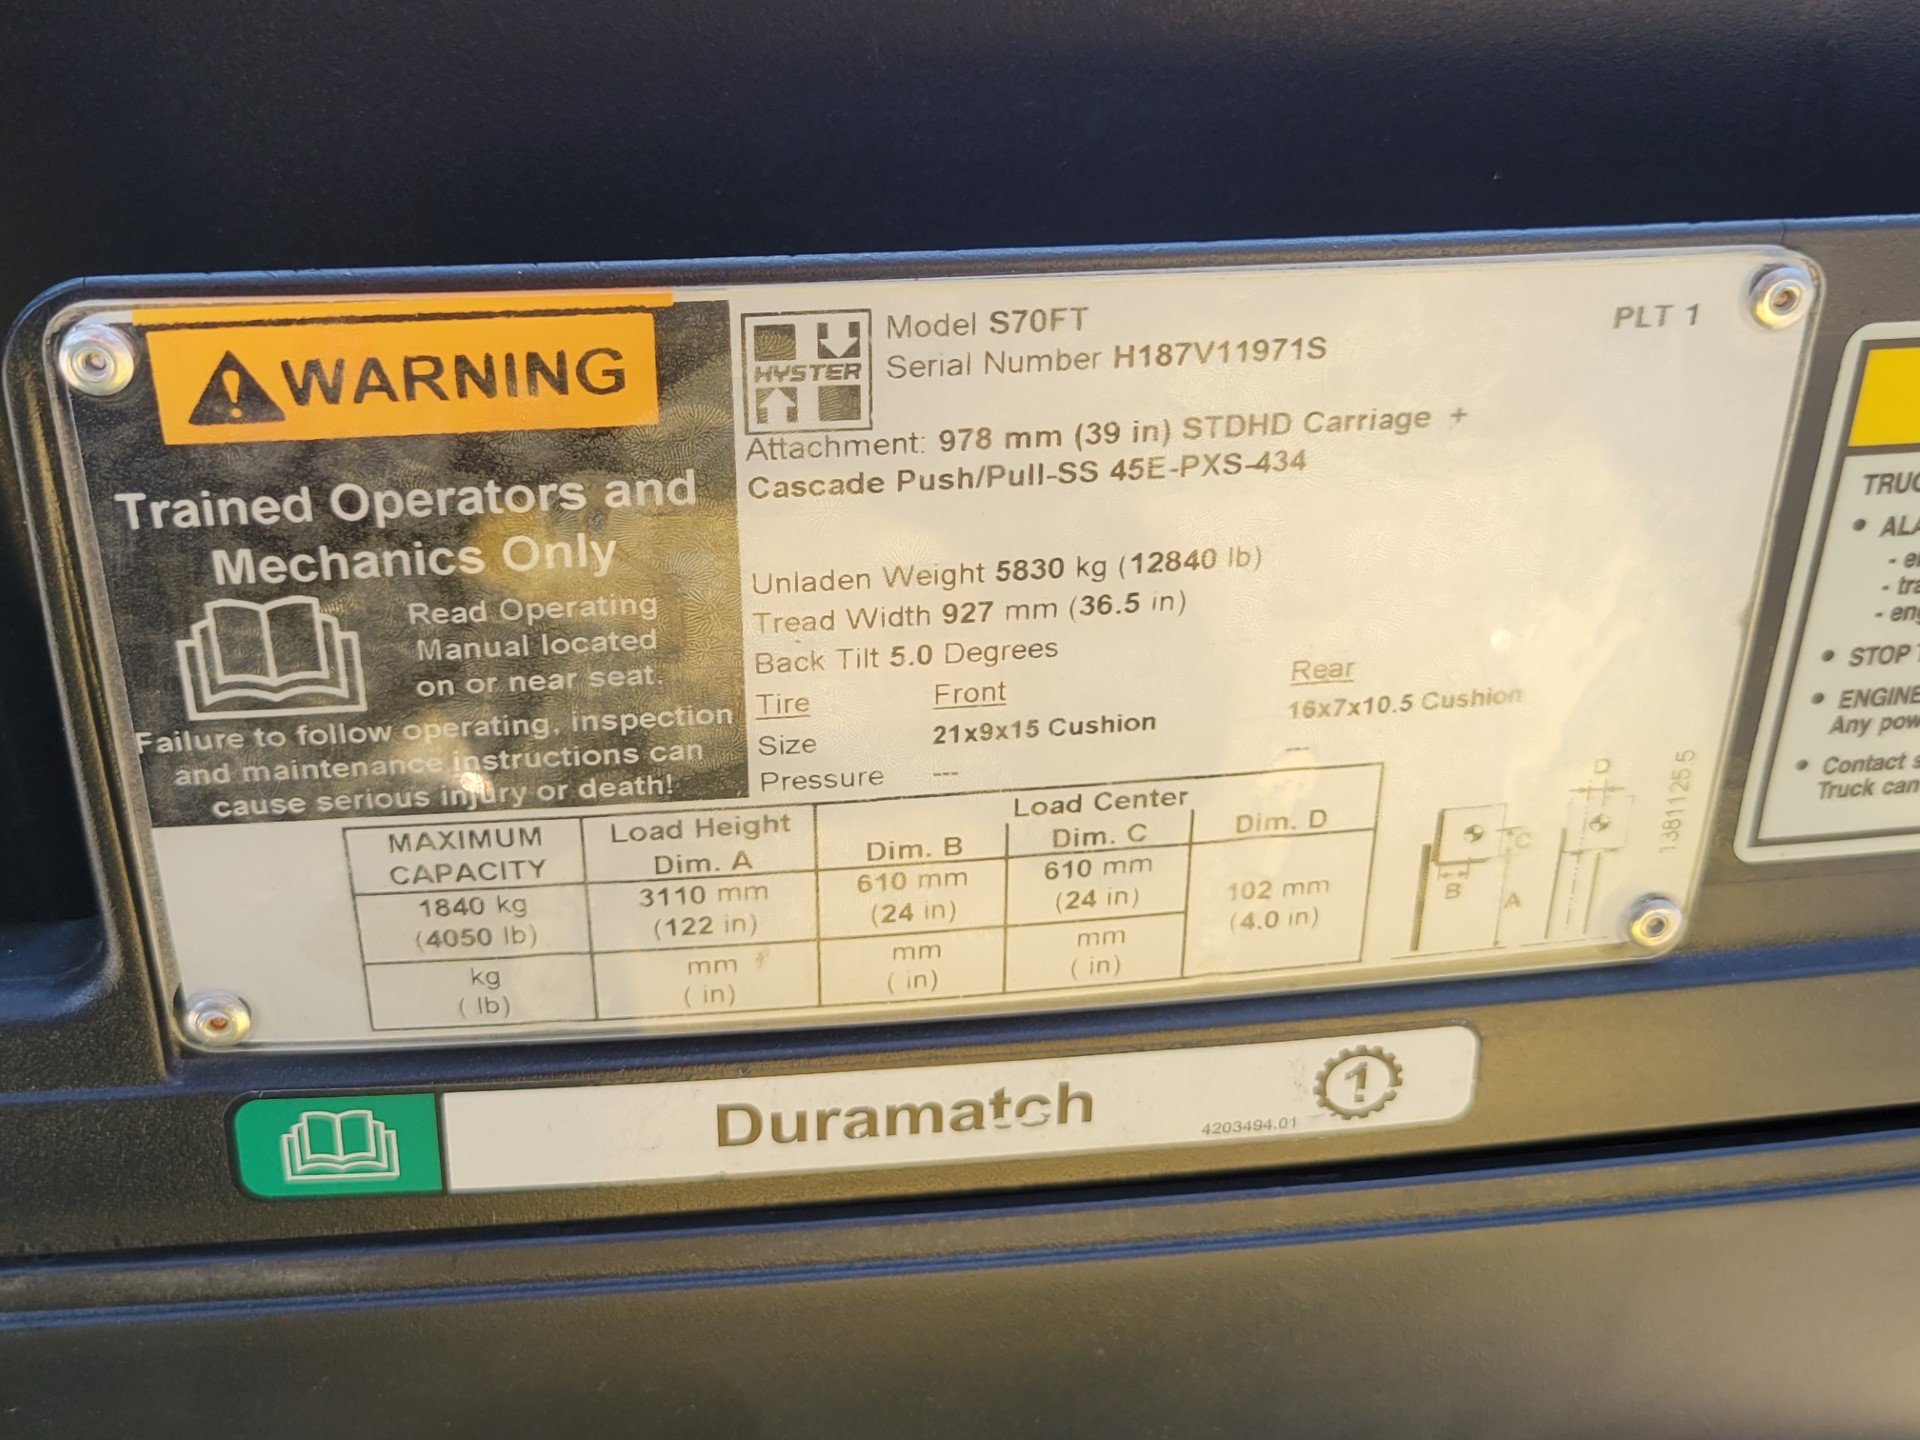 WARNING
Trained Operators and
Mechanics Only
Read Operating
Manual located
on or near seat.
Failure to follow operating, inspection
and maintenance instructions can
cause serious injury or death!
HYSTER
Model S70FT
Serial Number H187V11971S
PLT 1
Attachment: 978 mm (39 in) STDHD Carriage +
Cascade Push/Pull-SS 45E-PXS-434
Unladen Weight 5830 kg (12840 lb)
Tread Width 927 mm (36.5 in)
Back Tilt 5.0 Degrees
Tire Front Rear
Size 21x9x15 Cushion 16x7x10.5 Cushion
Pressure --- ---
MAXIMUM
CAPACITY
Load Height
Dim. A
Load Center
Dim. B Dim. C Dim. D
1840 kg 3110 mm 610 mm 610 mm 102 mm
(4050 lb) (122 in) (24 in) (24 in) (4.0 in)
kg mm mm mm
( lb) ( in) ( in) ( in)
B C A D
1381125.5
Duramatch
4203494.01
TRUC
• ALA
- e
- tra
- eng
• STOP
• ENGINE
Any pow
• Contact s
Truck can